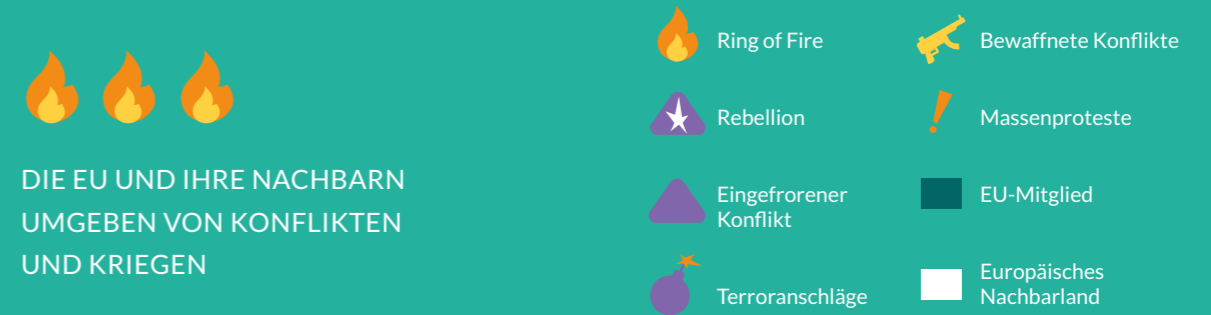 DIE EU UND IHRE NACHBARN
UMGEBEN VON KONFLIKTEN
UND KRIEGEN
Ring of Fire
Rebellion
Eingefrorener
Konflikt
Terroranschläge
Bewaffnete Konflikte
Massenproteste
EU-Mitglied
Europäisches
Nachbarland